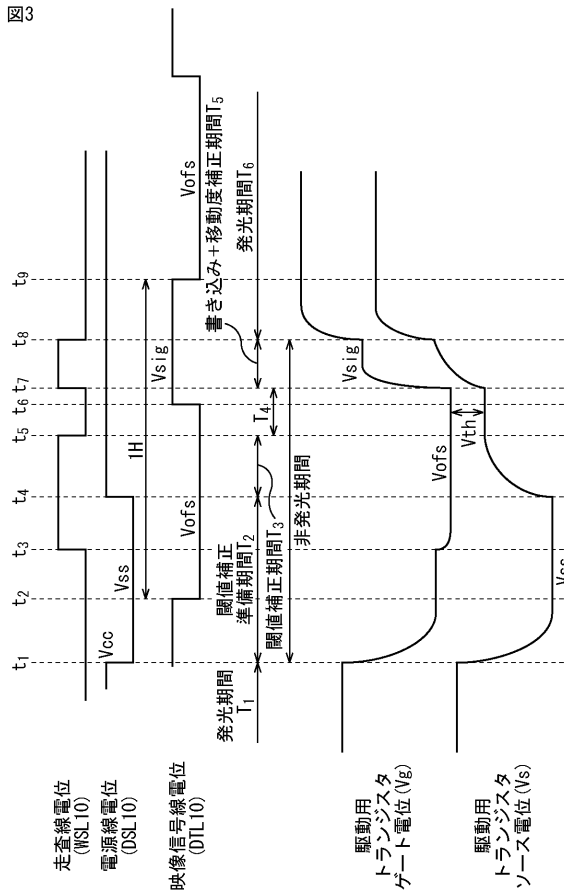 図3
t1
t2
t3
t4
t5
t6
t7
t8
t9
走査線電位
(WSL10)
電源線電位
(DSL10)
Vcc
Vss
1H
映像信号線電位
(DTL10)
Vofs
Vsig
Vofs
発光期間
T1
閾値補正
準備期間T2
閾値補正期間T3
T4
書き込み+移動度補正期間T5
発光期間T6
非発光期間
駆動用
トランジスタ
ゲート電位(Vg)
Vofs
Vsig
Vth
駆動用
トランジスタ
ソース電位(Vs)
Vss